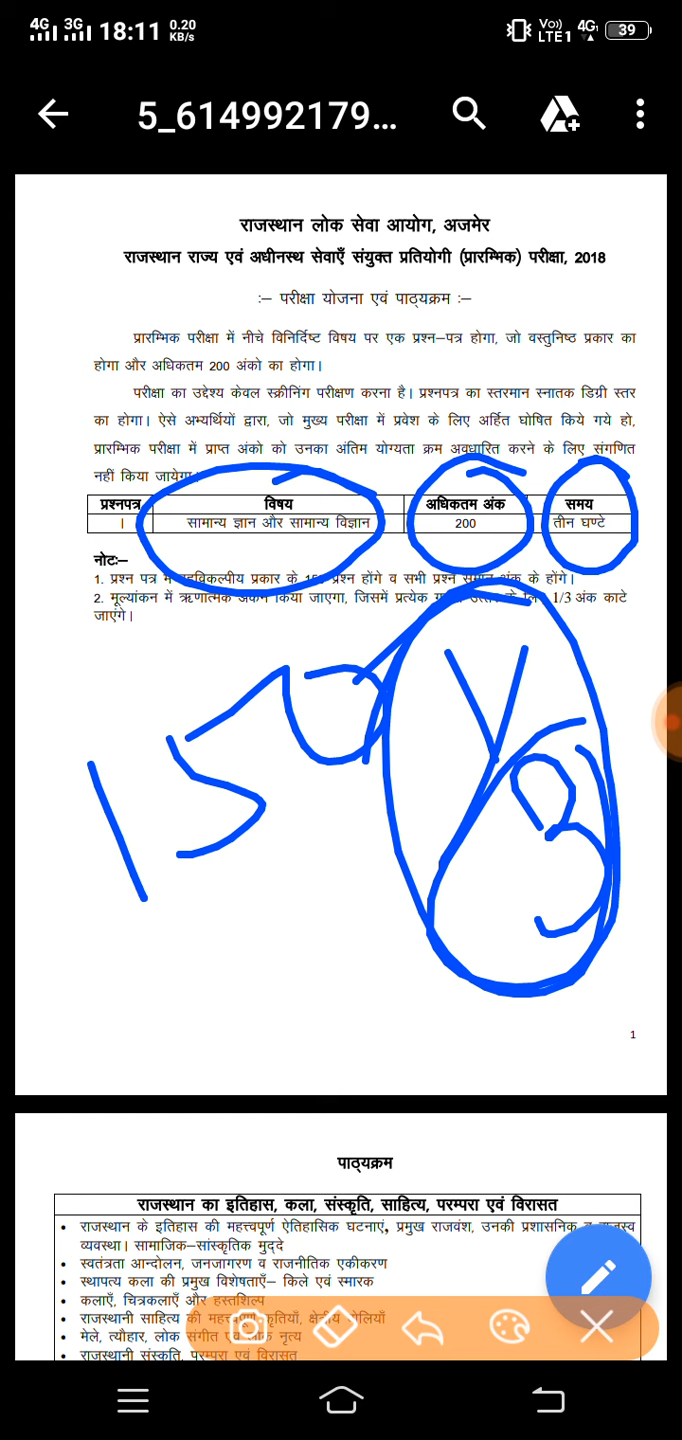 4G 3G 18:11 0.20 KB/s Vo) LTE1 4G 39
5_614992179...
राजस्थान लोक सेवा आयोग, अजमेर
राजस्थान राज्य एवं अधीनस्थ सेवाएँ संयुक्त प्रतियोगी (प्रारम्भिक) परीक्षा, 2018
:– परीक्षा योजना एवं पाठ्यक्रम :–
प्रारम्भिक परीक्षा में नीचे विनिर्दिष्ट विषय पर एक प्रश्न–पत्र होगा, जो वस्तुनिष्ठ प्रकार का
होगा और अधिकतम 200 अंको का होगा।
परीक्षा का उद्देश्य केवल स्क्रीनिंग परीक्षण करना है। प्रश्नपत्र का स्तरमान स्नातक डिग्री स्तर
का होगा। ऐसे अभ्यर्थियों द्वारा, जो मुख्य परीक्षा में प्रवेश के लिए अर्हित घोषित किये गये हो,
प्रारम्भिक परीक्षा में प्राप्त अंको को उनका अंतिम योग्यता क्रम अवधारित करने के लिए संगणित
नहीं किया जायेगा।
प्रश्नपत्र विषय अधिकतम अंक समय
। सामान्य ज्ञान और सामान्य विज्ञान 200 तीन घण्टे
नोटः–
1. प्रश्न पत्र में बहुविकल्पीय प्रकार के 150 प्रश्न होंगे व सभी प्रश्न समान अंक के होंगे।
2. मूल्यांकन में ऋणात्मक अंकन किया जाएगा, जिसमें प्रत्येक गलत उत्तर के लिए 1/3 अंक काटे
जाएंगे।
150
3
1
पाठ्यक्रम
राजस्थान का इतिहास, कला, संस्कृति, साहित्य, परम्परा एवं विरासत
• राजस्थान के इतिहास की महत्त्वपूर्ण ऐतिहासिक घटनाएं, प्रमुख राजवंश, उनकी प्रशासनिक व राजस्व
व्यवस्था। सामाजिक–सांस्कृतिक मुद्दे
• स्वतंत्रता आन्दोलन, जनजागरण व राजनीतिक एकीकरण
• स्थापत्य कला की प्रमुख विशेषताएँ– किले एवं स्मारक
• कलाएँ, चित्रकलाएँ और हस्तशिल्प
• राजस्थानी साहित्य की महत्त्वपूर्ण कृतियाँ, क्षेत्रीय बोलियाँ
• मेले, त्यौहार, लोक संगीत एवं लोक नृत्य
• राजस्थानी संस्कृति, परम्परा एवं विरासत